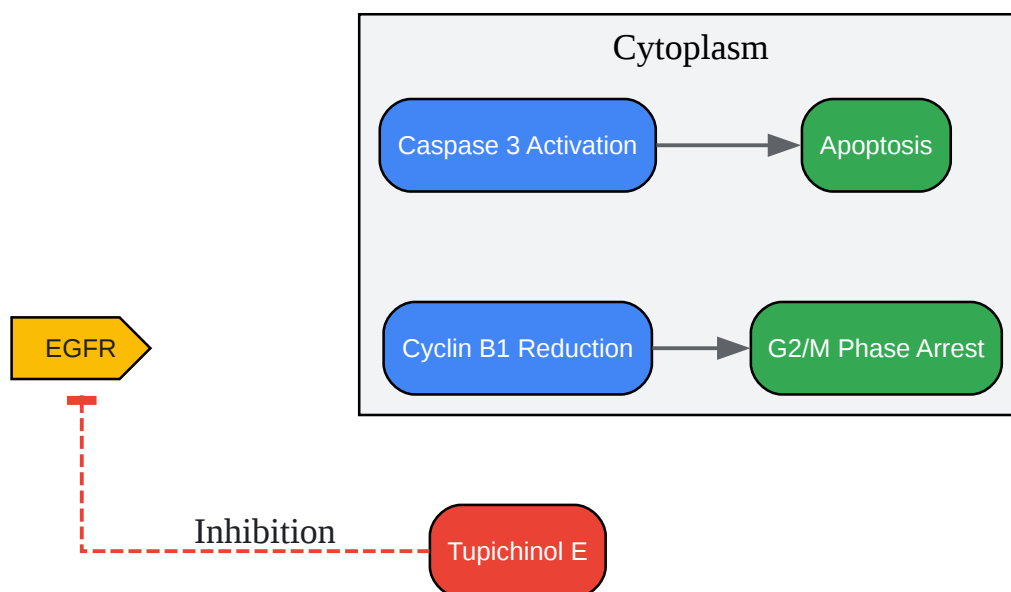 Cytoplasm
Caspase 3 Activation
Apoptosis
EGFR
Cyclin B1 Reduction
G2/M Phase Arrest
Inhibition
Tupichinol E